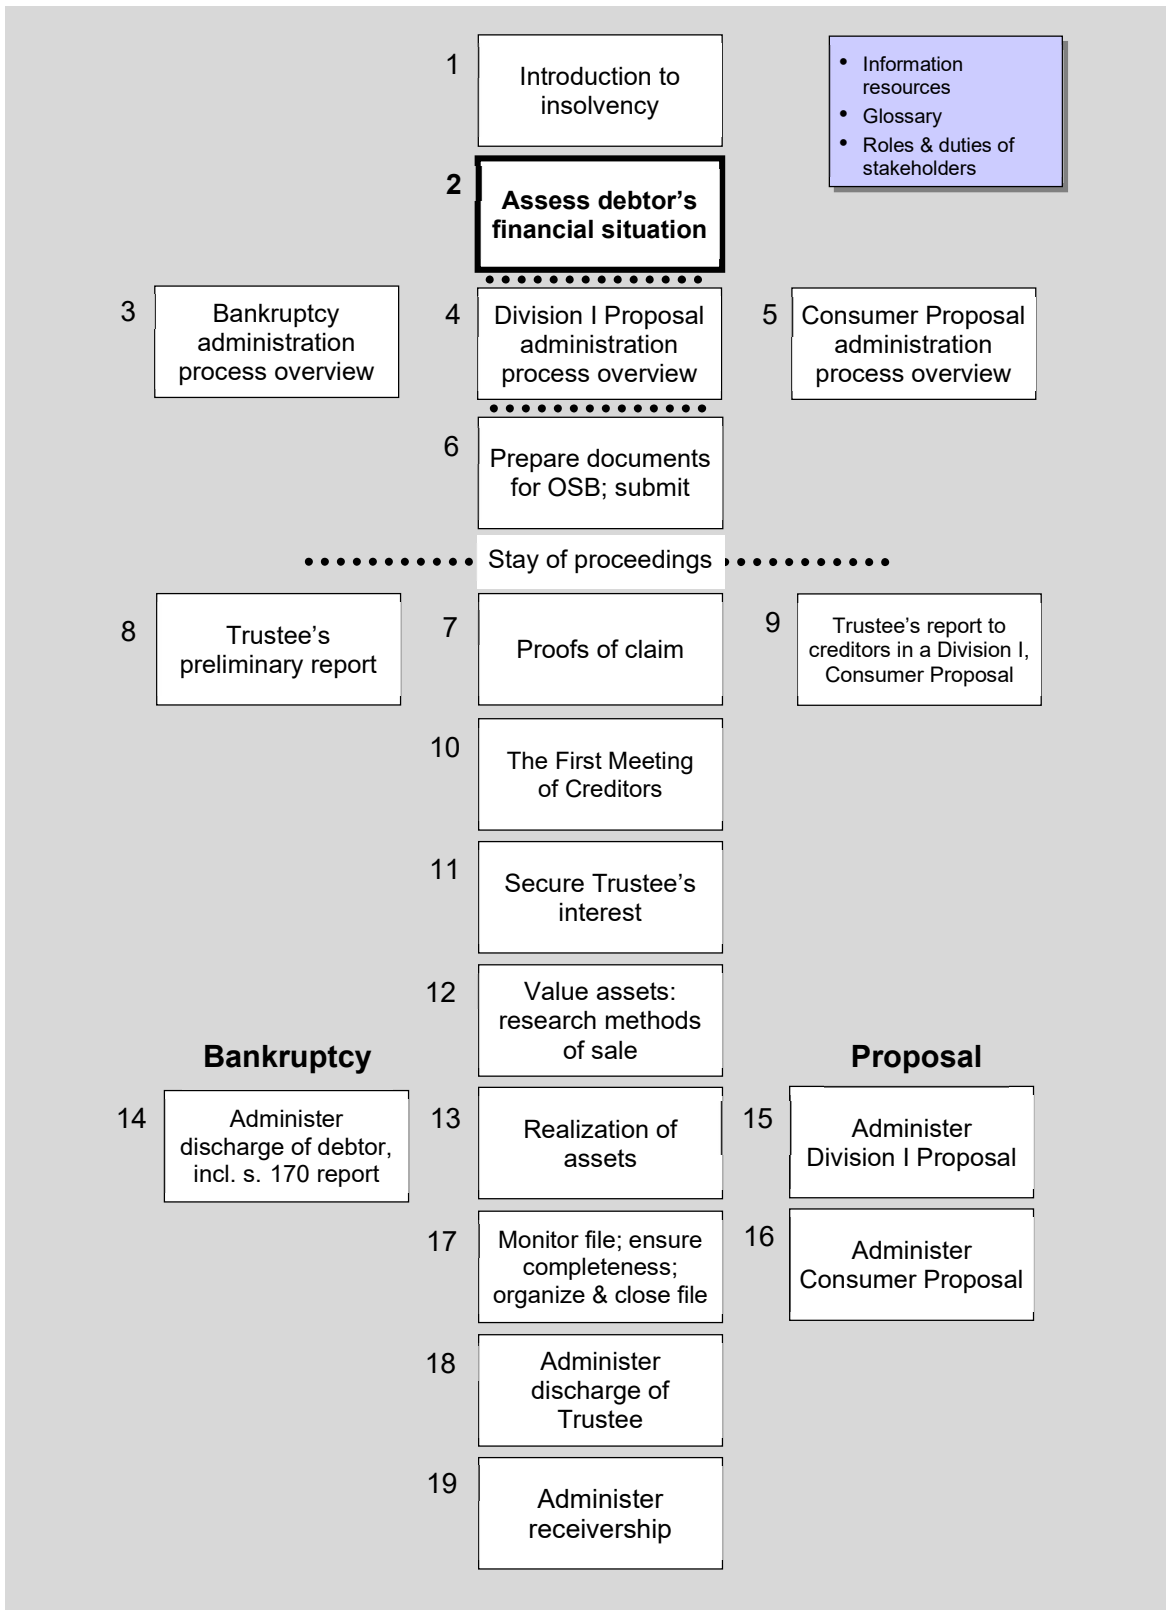 1
Introduction to
insolvency
• Information
resources
• Glossary
• Roles & duties of
stakeholders
2
Assess debtor's
financial situation
3
Bankruptcy
administration
process overview
4
Division I Proposal
administration
process overview
5
Consumer Proposal
administration
process overview
6
Prepare documents
for OSB; submit
Stay of proceedings
8
Trustee's
preliminary report
7
Proofs of claim
9
Trustee's report to
creditors in a Division I,
Consumer Proposal
10
The First Meeting
of Creditors
11
Secure Trustee's
interest
12
Value assets:
research methods
of sale
Bankruptcy
Proposal
14
Administer
discharge of debtor,
incl. s. 170 report
13
Realization of
assets
15
Administer
Division I Proposal
17
Monitor file; ensure
completeness;
organize & close file
16
Administer
Consumer Proposal
18
Administer
discharge of
Trustee
19
Administer
receivership